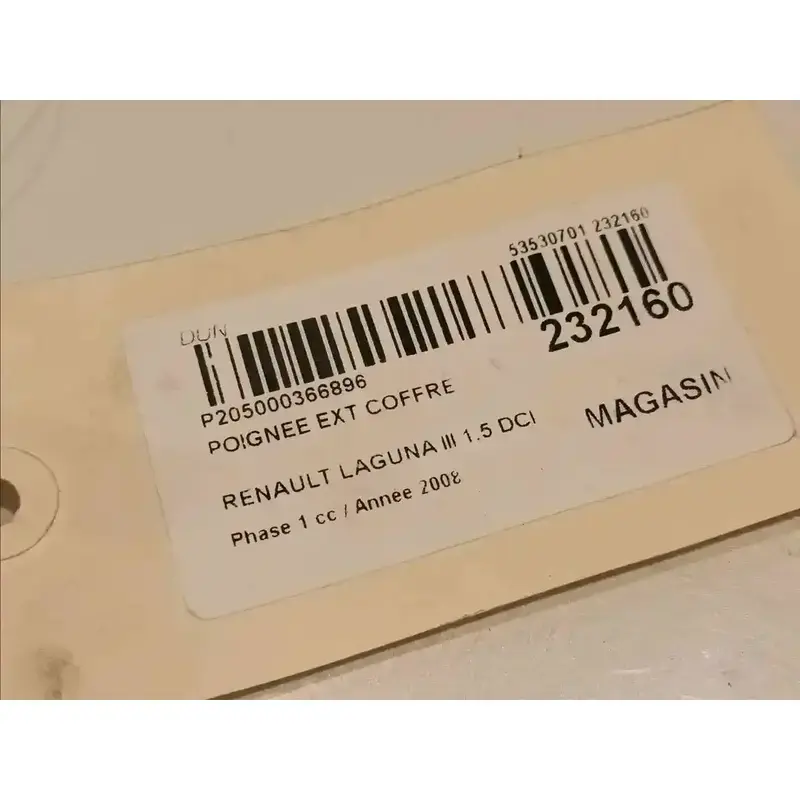 53530701 232160
DUN
232160
P205000366896
POIGNEE EXT COFFRE
MAGASIN
RENAULT LAGUNA III 1.5 DCI
Phase 1 cc / Année 2008